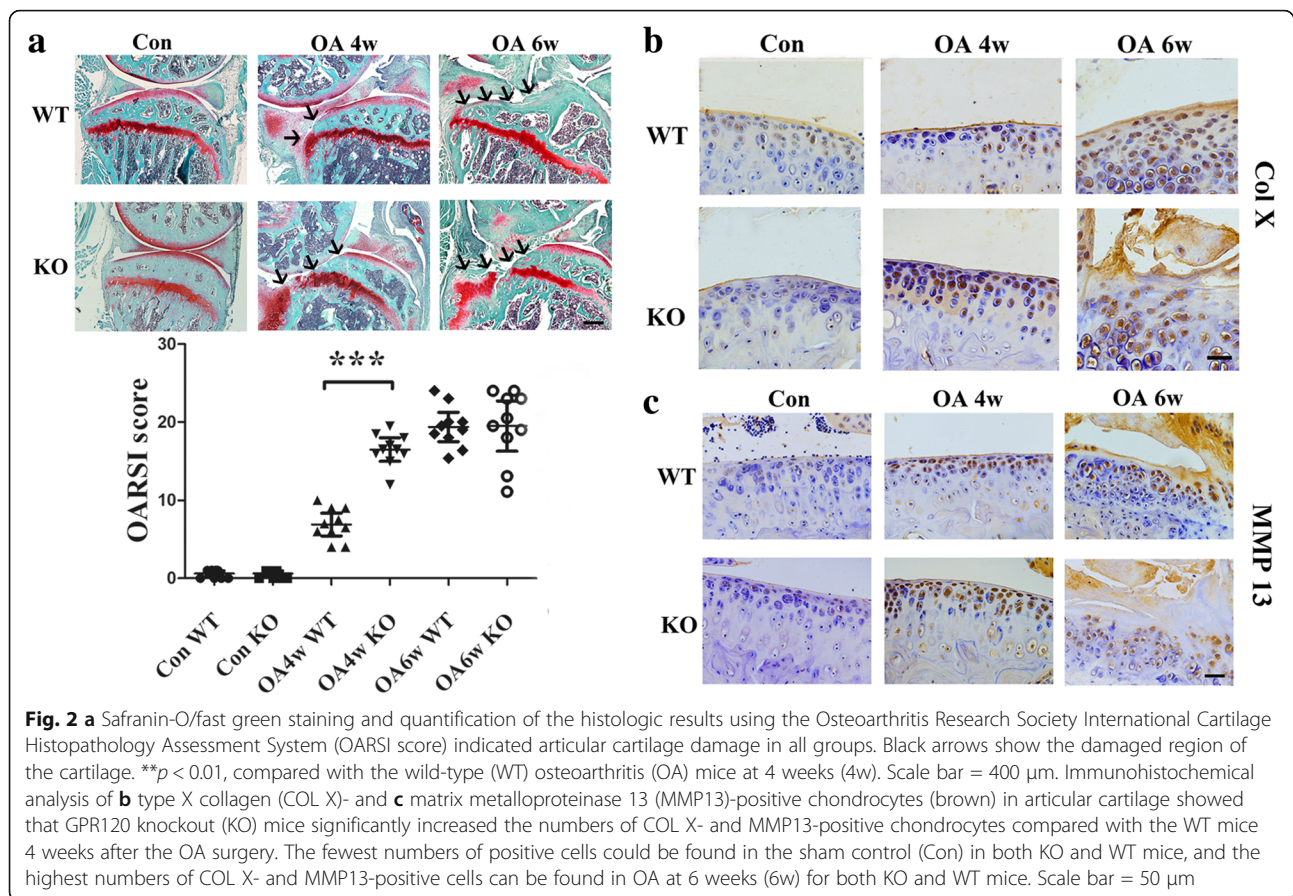 a
Con OA 4w OA 6w
WT
KO
30
20
10
0
OARSI score
***
Con WT
Con KO
OA4w WT
OA4w KO
OA6w WT
OA6w KO
b
Con OA 4w OA 6w
WT
KO
Col X
c
Con OA 4w OA 6w
WT
KO
MMP 13
Fig. 2 a Safranin-O/fast green staining and quantification of the histologic results using the Osteoarthritis Research Society International Cartilage
Histopathology Assessment System (OARSI score) indicated articular cartilage damage in all groups. Black arrows show the damaged region of
the cartilage. **p < 0.01, compared with the wild-type (WT) osteoarthritis (OA) mice at 4 weeks (4w). Scale bar = 400 μm. Immunohistochemical
analysis of b type X collagen (COL X)- and c matrix metalloproteinase 13 (MMP13)-positive chondrocytes (brown) in articular cartilage showed
that GPR120 knockout (KO) mice significantly increased the numbers of COL X- and MMP13-positive chondrocytes compared with the WT mice
4 weeks after the OA surgery. The fewest numbers of positive cells could be found in the sham control (Con) in both KO and WT mice, and the
highest numbers of COL X- and MMP13-positive cells can be found in OA at 6 weeks (6w) for both KO and WT mice. Scale bar = 50 μm